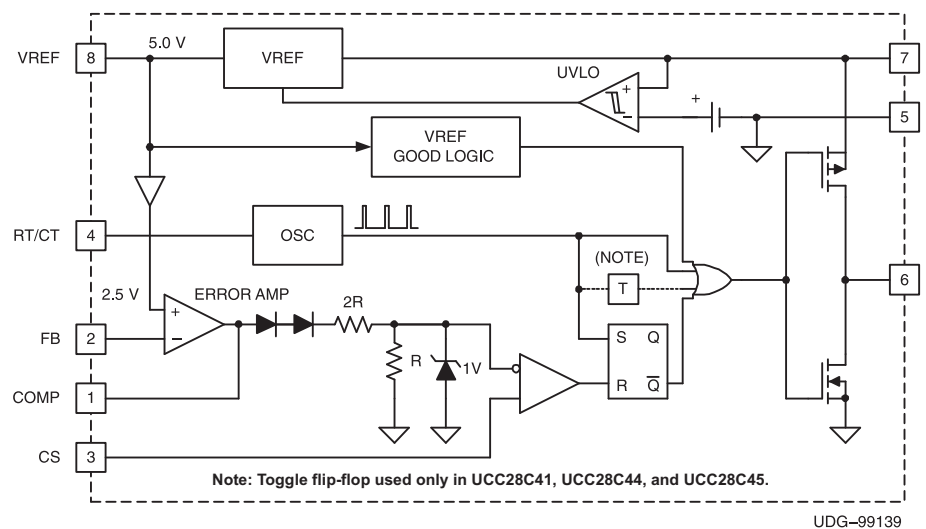 5.0 V
VREF
8
VREF
7
UVLO
+
−
+
5
VREF
GOOD LOGIC
RT/CT
4
OSC
(NOTE)
T
6
2.5 V
ERROR AMP
2R
+
−
FB
2
R
1V
S Q
R Q̅
COMP
1
CS
3
Note: Toggle flip-flop used only in UCC28C41, UCC28C44, and UCC28C45.
UDG−99139